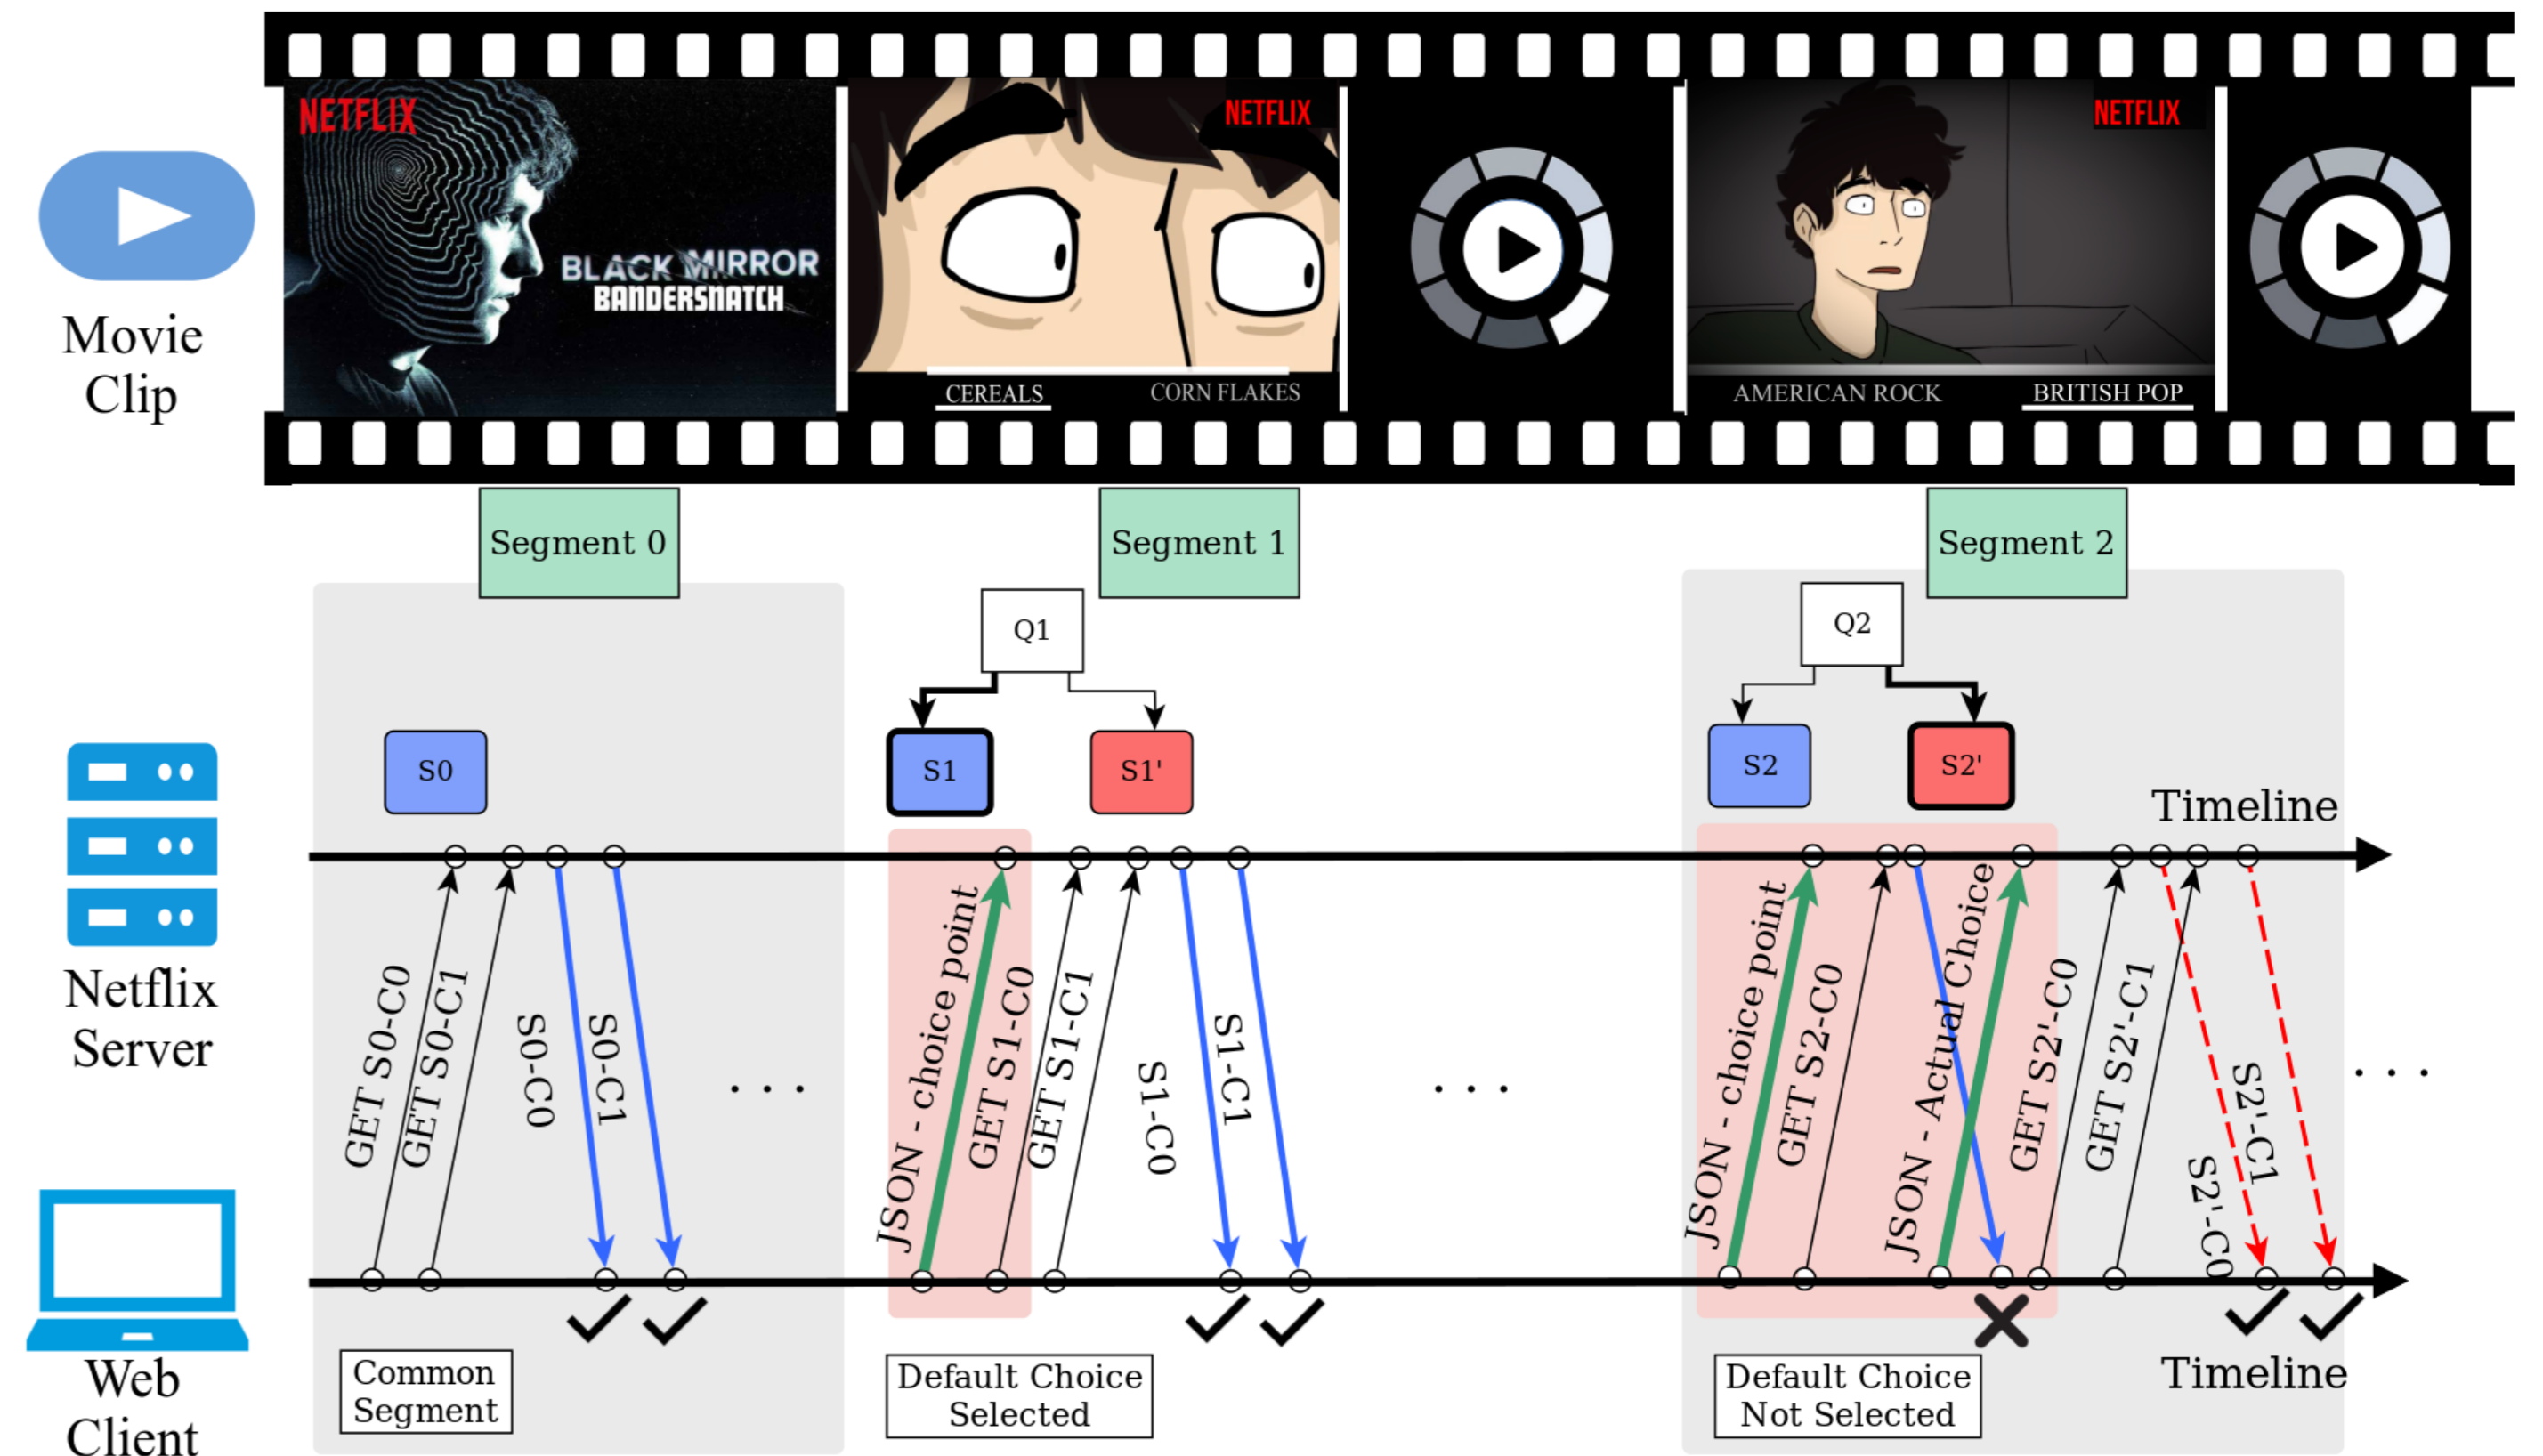 NETFLIX
BLACK MIRROR
BANDERSNATCH
NETFLIX
CEREALS
CORN FLAKES
NETFLIX
AMERICAN ROCK
BRITISH POP
Movie
Clip
Segment 0
Segment 1
Segment 2
Q1
Q2
S0
S1
S1'
S2
S2'
Timeline
Netflix
Server
GET S0-C0
GET S0-C1
S0-C0
S0-C1
. . .
JSON - choice point
GET S1-C0
GET S1-C1
S1-C0
S1-C1
. . .
JSON - choice point
GET S2-C0
JSON - Actual Choice
GET S2'-C0
GET S2'-C1
S2'-C0
S2'-C1
. . .
Web
Client
Common
Segment
Default Choice
Selected
Default Choice
Not Selected
Timeline